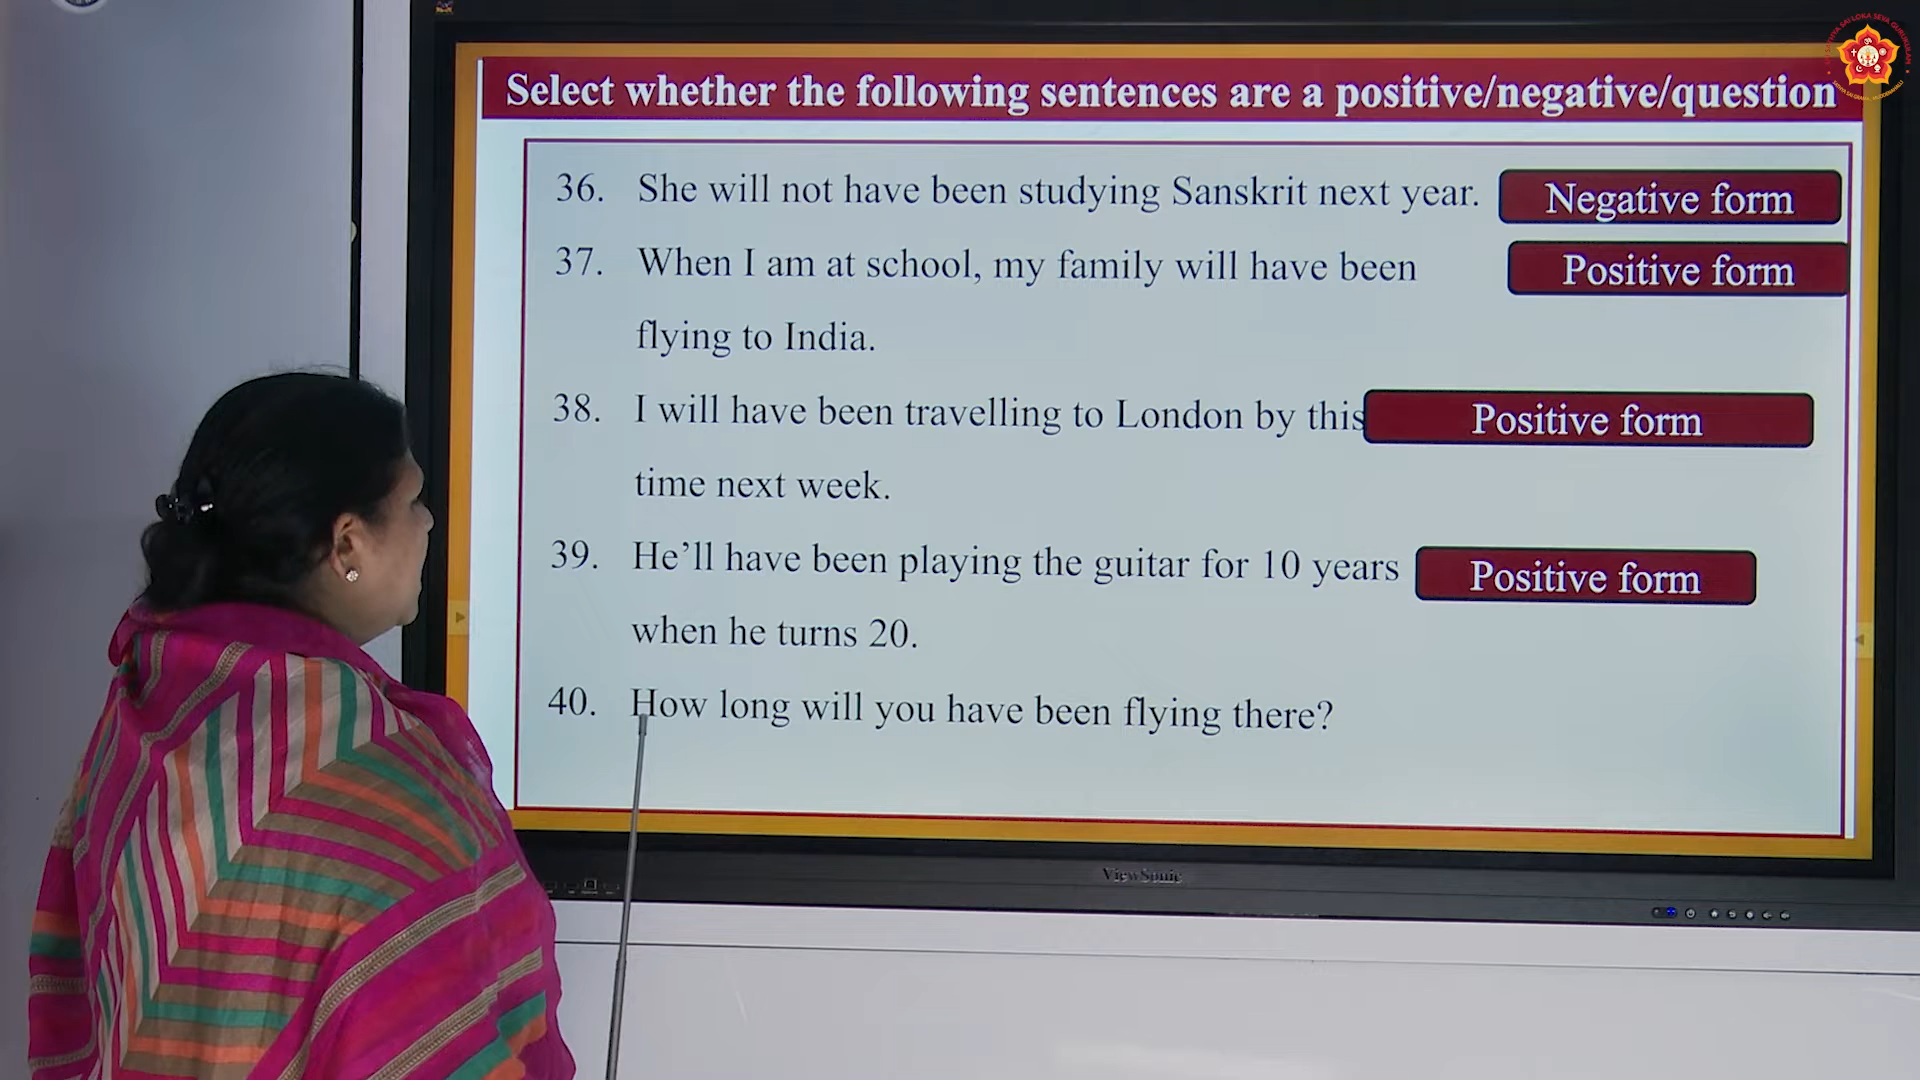 Select whether the following sentences are a positive/negative/question
36. She will not have been studying Sanskrit next year. Negative form
37. When I am at school, my family will have been Positive form
flying to India.
38. I will have been travelling to London by this Positive form
time next week.
39. He’ll have been playing the guitar for 10 years Positive form
when he turns 20.
40. How long will you have been flying there?
ViewSonic